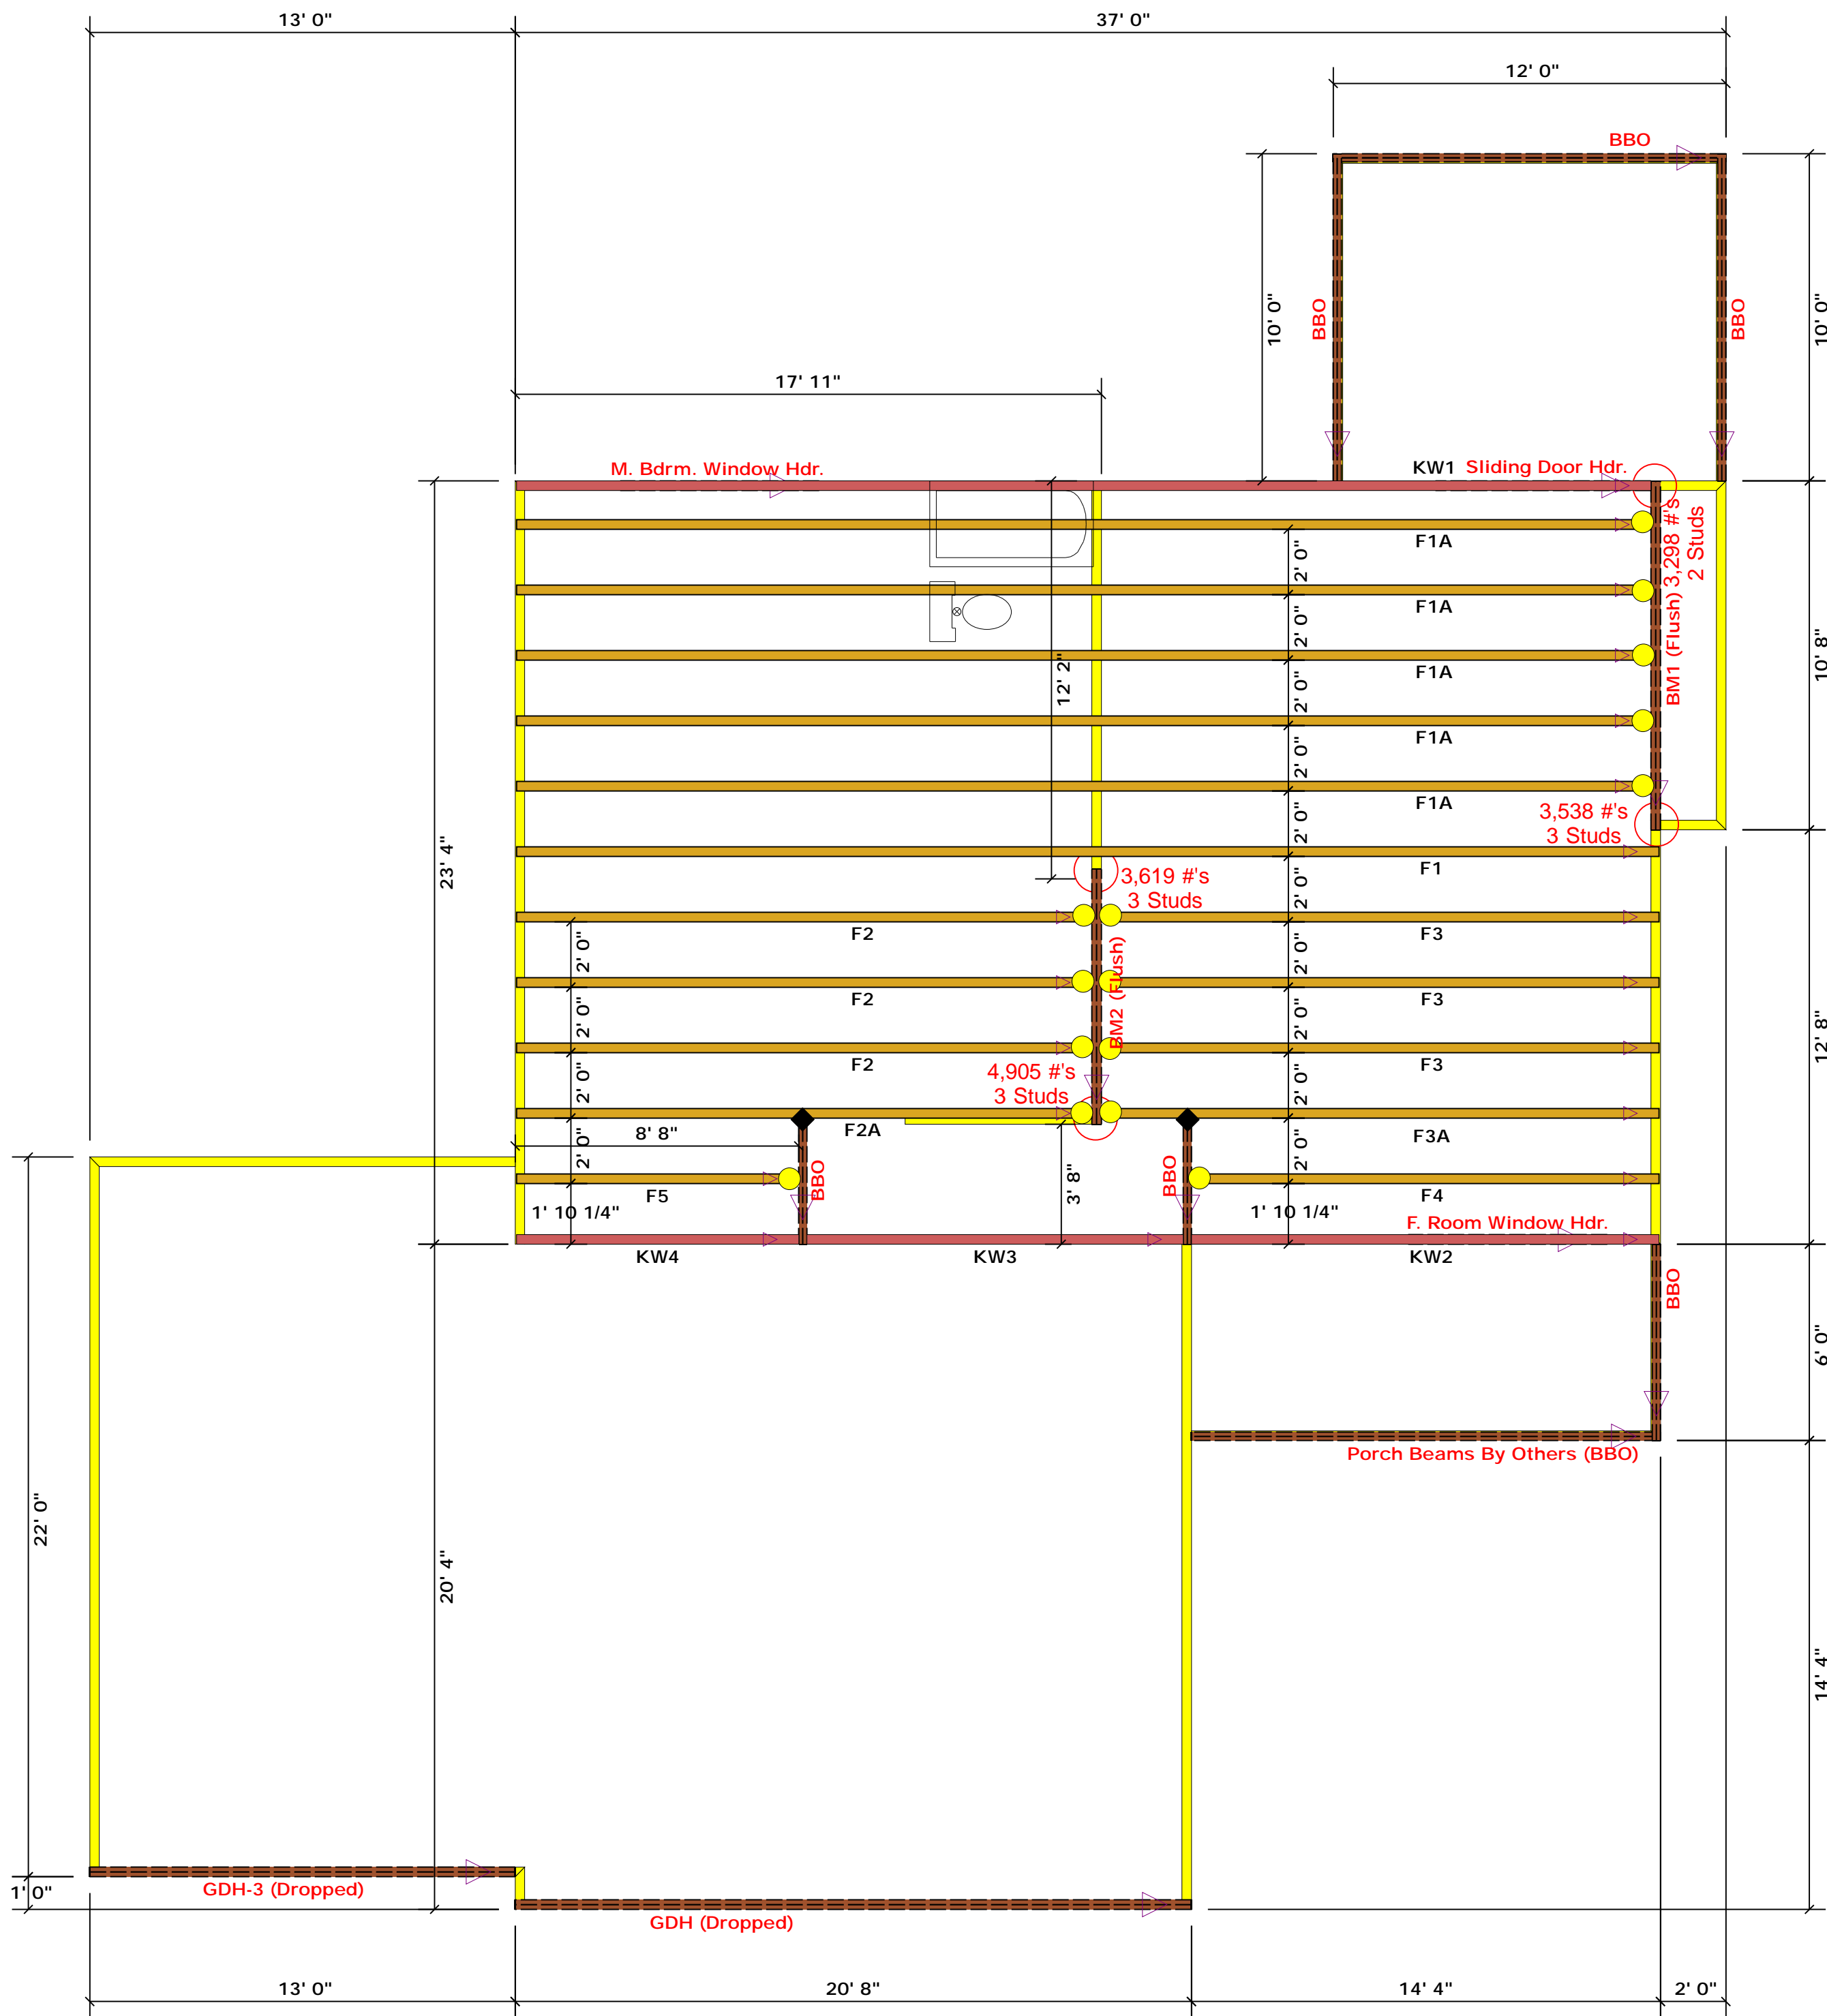 13' 0"
37' 0"
12' 0"
BBO
10' 0"
BBO
BBO
10' 0"
17' 11"
M. Bdrm. Window Hdr.
KW1
Sliding Door Hdr.
F1A
2' 0"
BM1 (Flush)
3,298 #'s
2 Studs
F1A
2' 0"
12' 2"
F1A
2' 0"
10' 8"
F1A
2' 0"
F1A
2' 0"
3,538 #'s
3 Studs
23' 4"
F1
2' 0"
3,619 #'s
3 Studs
F2
F3
2' 0"
2' 0"
BM2 (Flush)
F2
F3
2' 0"
2' 0"
12' 8"
F2
F3
2' 0"
2' 0"
4,905 #'s
3 Studs
F2A
F3A
8' 8"
2' 0"
BBO
3' 8"
BBO
2' 0"
F5
F4
1' 10 1/4"
1' 10 1/4"
F. Room Window Hdr.
KW4
KW3
KW2
BBO
6' 0"
Porch Beams By Others (BBO)
22' 0"
20' 4"
14' 4"
1' 0"
GDH-3 (Dropped)
GDH (Dropped)
13' 0"
20' 8"
14' 4"
2' 0"